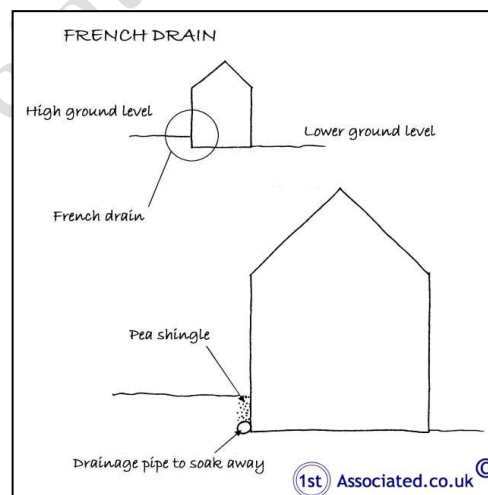 FRENCH DRAIN
High ground level
Lower ground level
French drain
Pea shingle
Drainage pipe to soak away
1st Associated.co.uk ©